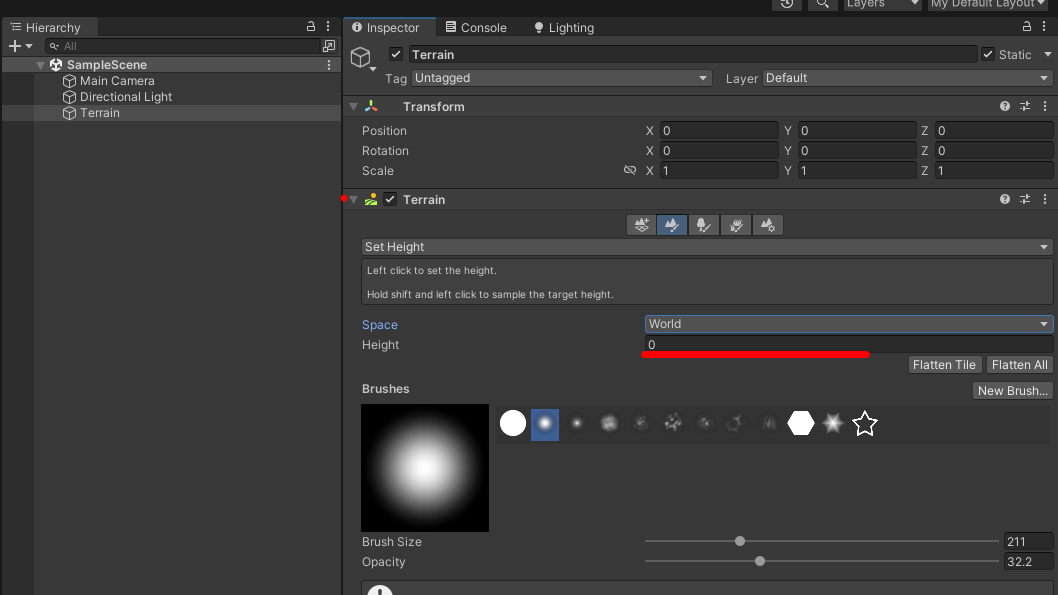 Layers
My Default Layout
Hierarchy
All
SampleScene
Main Camera
Directional Light
Terrain
Inspector
Console
Lighting
Terrain
Static
Tag Untagged
Layer Default
Transform
Position X 0 Y 0 Z 0
Rotation X 0 Y 0 Z 0
Scale X 1 Y 1 Z 1
Terrain
Set Height
Left click to set the height.
Hold shift and left click to sample the target height.
Space World
Height 0
Flatten Tile Flatten All
Brushes New Brush...
Brush Size 211
Opacity 32.2